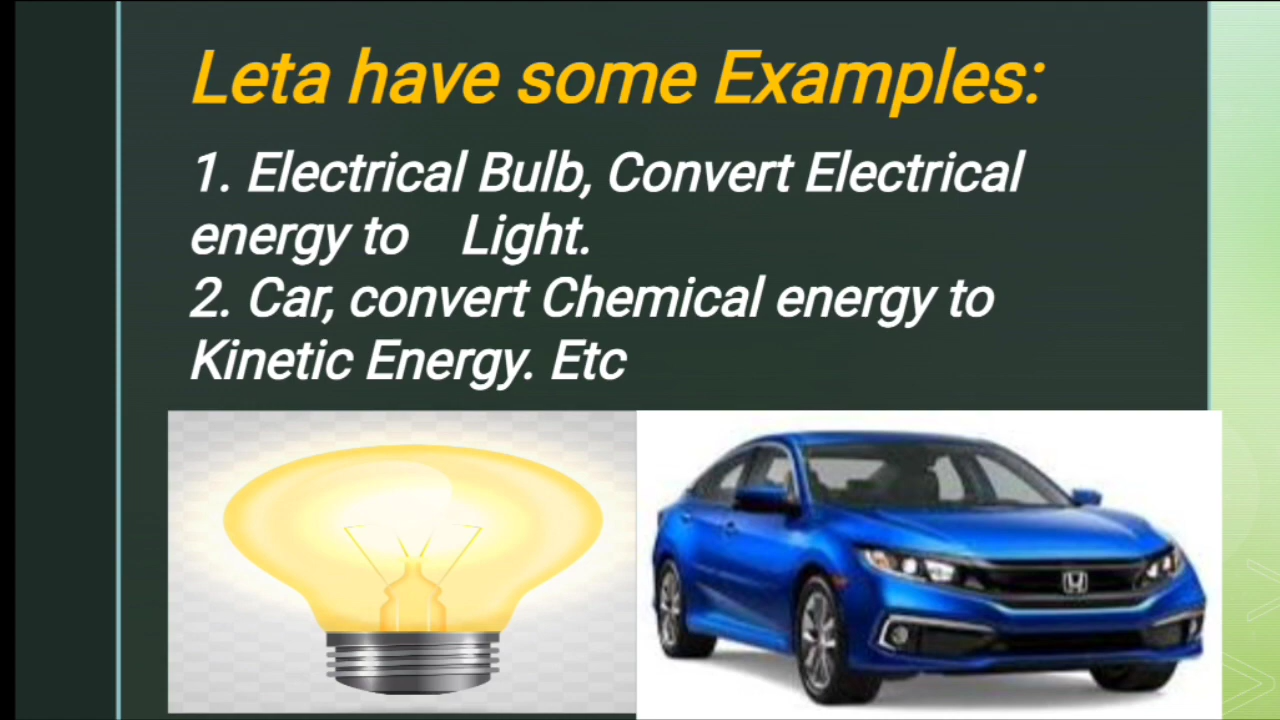 Leta have some Examples:
1. Electrical Bulb, Convert Electrical
energy to    Light.
2. Car, convert Chemical energy to
Kinetic Energy. Etc